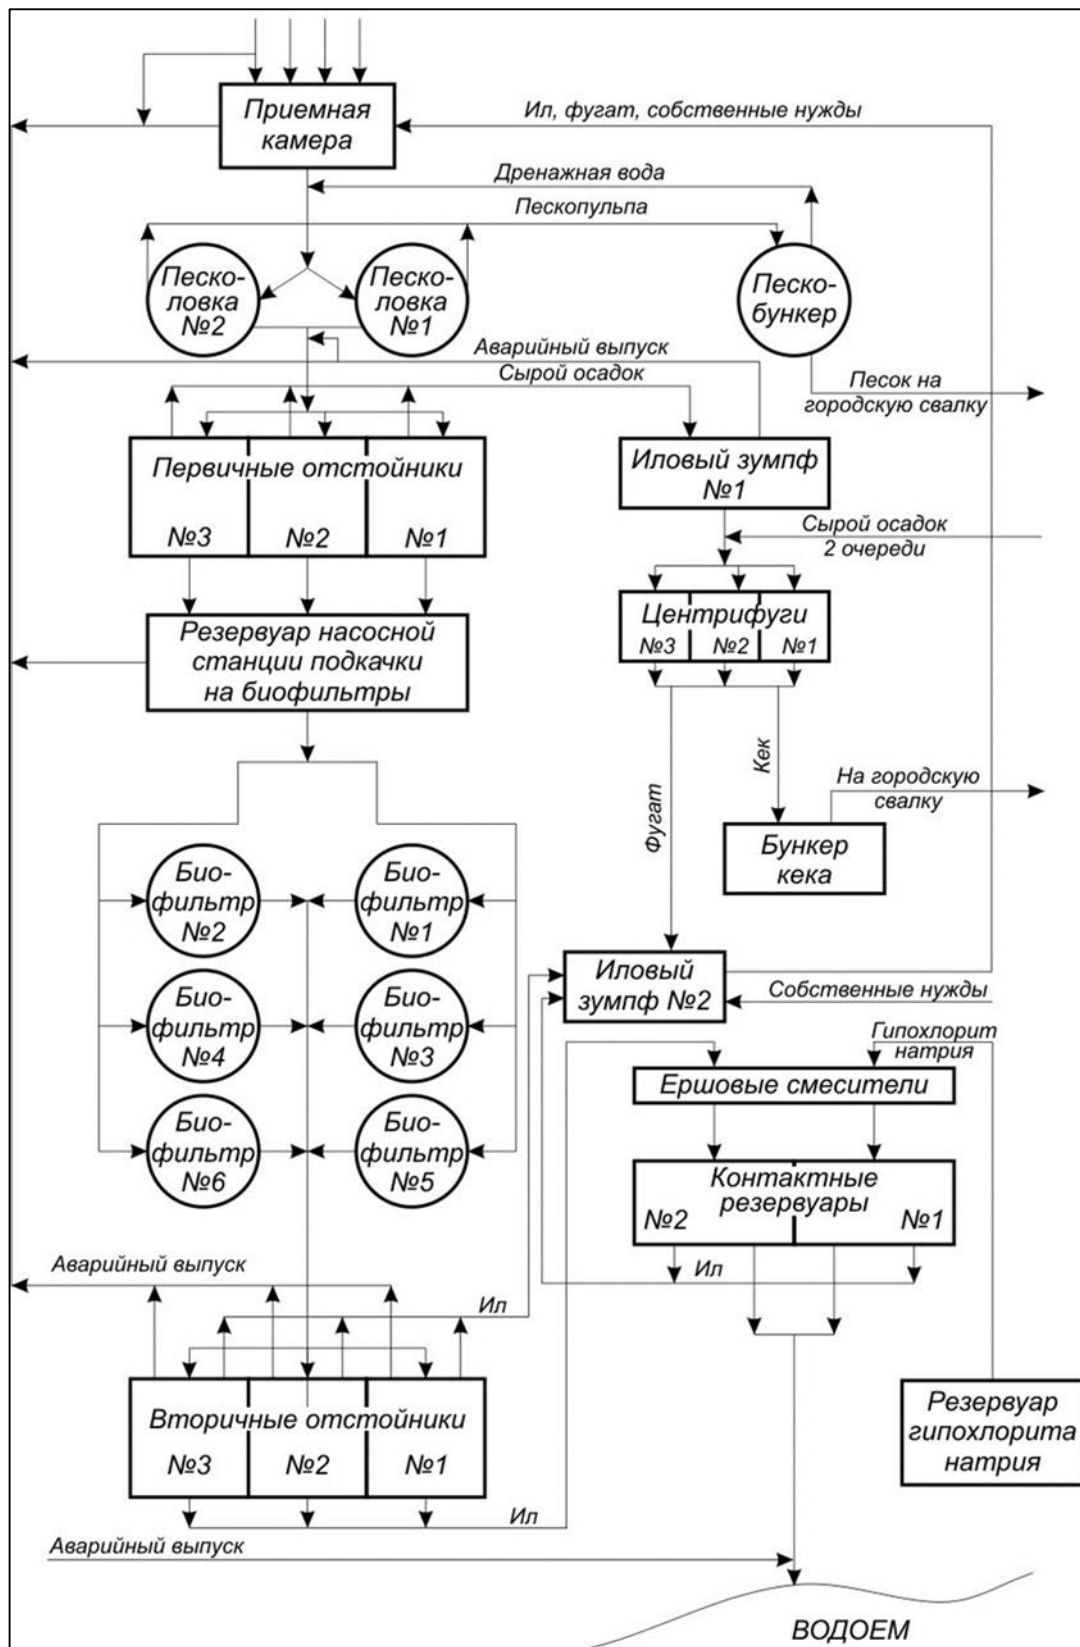 Приемная
камера
Ил, фугат, собственные нужды
Дренажная вода
Пескопульпа
Песко-
ловка
№2
Песко-
ловка
№1
Песко-
бункер
Аварийный выпуск
Сырой осадок
Песок на
городскую свалку
Первичные отстойники
№3
№2
№1
Иловый зумпф
№1
Сырой осадок
2 очереди
Центрифуги
№3
№2
№1
Резервуар насосной
станции подкачки
на биофильтры
Фугат
Кек
На городскую
свалку
Бункер
кека
Био-
фильтр
№2
Био-
фильтр
№1
Био-
фильтр
№4
Био-
фильтр
№3
Био-
фильтр
№6
Био-
фильтр
№5
Иловый
зумпф №2
Собственные нужды
Гипохлорит
натрия
Ершовые смесители
Контактные
резервуары
№2
№1
Ил
Аварийный выпуск
Ил
Вторичные отстойники
№3
№2
№1
Ил
Резервуар
гипохлорита
натрия
Аварийный выпуск
ВОДОЕМ